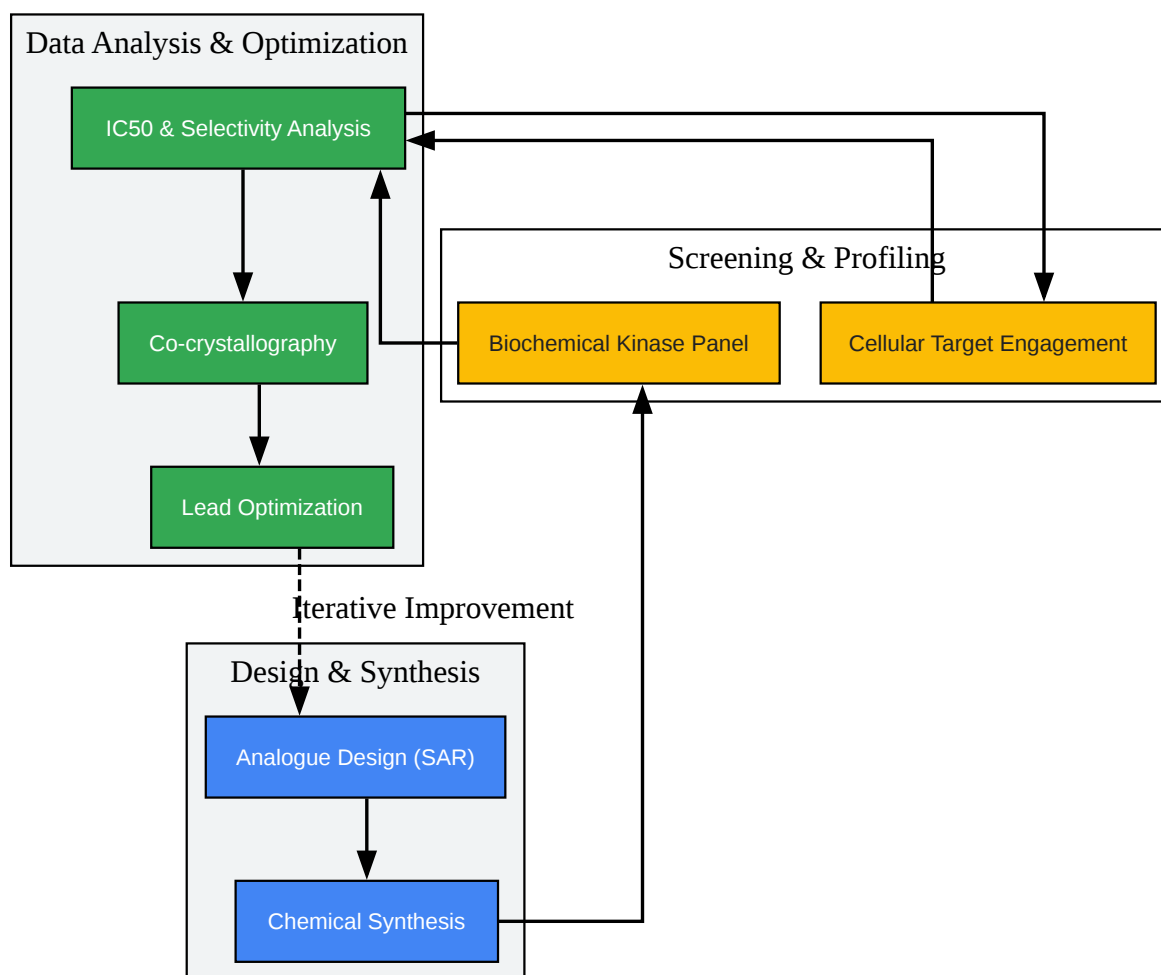 Data Analysis & Optimization
IC50 & Selectivity Analysis
Screening & Profiling
Co-crystallography
Biochemical Kinase Panel
Cellular Target Engagement
Lead Optimization
Iterative Improvement
Design & Synthesis
Analogue Design (SAR)
Chemical Synthesis